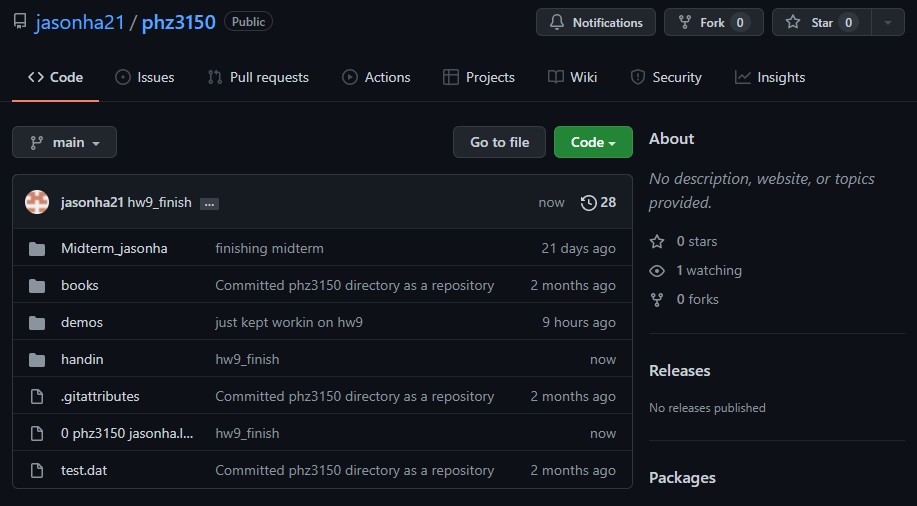 jasonha21 / phz3150 Public
Notifications Fork 0 Star 0
Code Issues Pull requests Actions Projects Wiki Security Insights
main Go to file Code
jasonha21 hw9_finish ... now 28
Midterm_jasonha finishing midterm 21 days ago
books Committed phz3150 directory as a repository 2 months ago
demos just kept workin on hw9 9 hours ago
handin hw9_finish now
.gitattributes Committed phz3150 directory as a repository 2 months ago
0 phz3150 jasonha.l... hw9_finish now
test.dat Committed phz3150 directory as a repository 2 months ago
About
No description, website, or topics
provided.
0 stars
1 watching
0 forks
Releases
No releases published
Packages